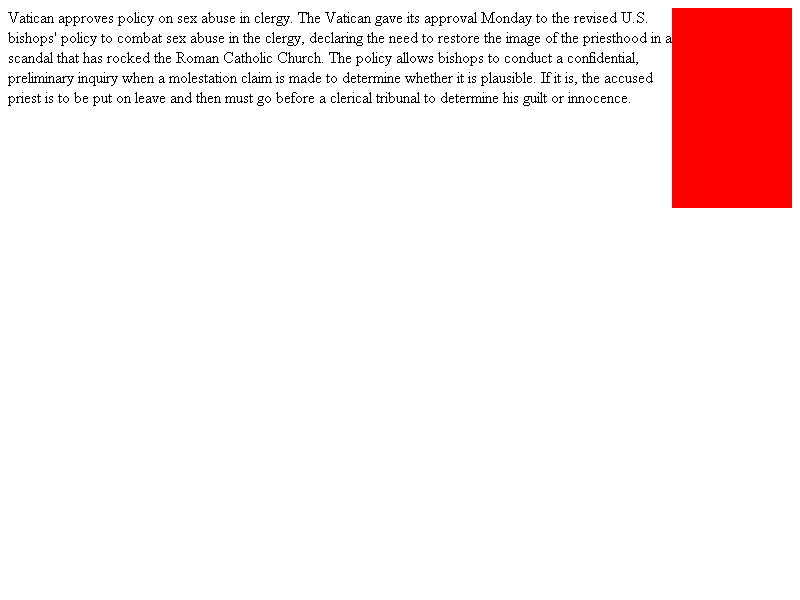 Vatican approves policy on sex abuse in clergy. The Vatican gave its approval Monday to the revised U.S.
bishops' policy to combat sex abuse in the clergy, declaring the need to restore the image of the priesthood in a
scandal that has rocked the Roman Catholic Church. The policy allows bishops to conduct a confidential,
preliminary inquiry when a molestation claim is made to determine whether it is plausible. If it is, the accused
priest is to be put on leave and then must go before a clerical tribunal to determine his guilt or innocence.